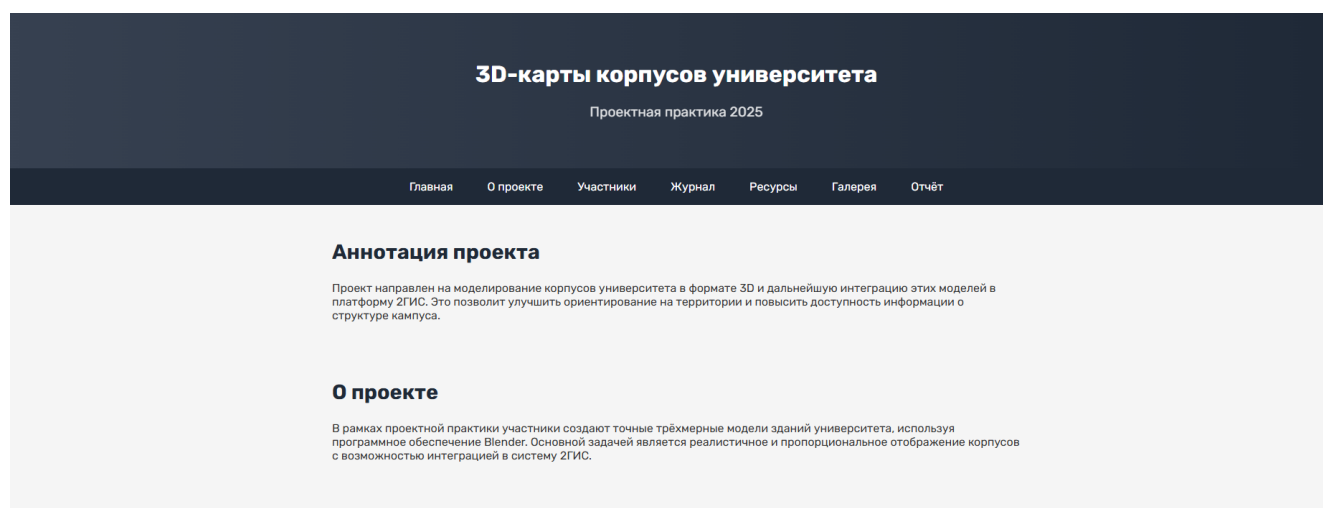 3D-карты корпусов университета
Проектная практика 2025
Главная О проекте Участники Журнал Ресурсы Галерея Отчёт
Аннотация проекта
Проект направлен на моделирование корпусов университета в формате 3D и дальнейшую интеграцию этих моделей в
платформу 2ГИС. Это позволит улучшить ориентирование на территории и повысить доступность информации о
структуре кампуса.
О проекте
В рамках проектной практики участники создают точные трёхмерные модели зданий университета, используя
программное обеспечение Blender. Основной задачей является реалистичное и пропорциональное отображение корпусов
с возможностью интеграцией в систему 2ГИС.